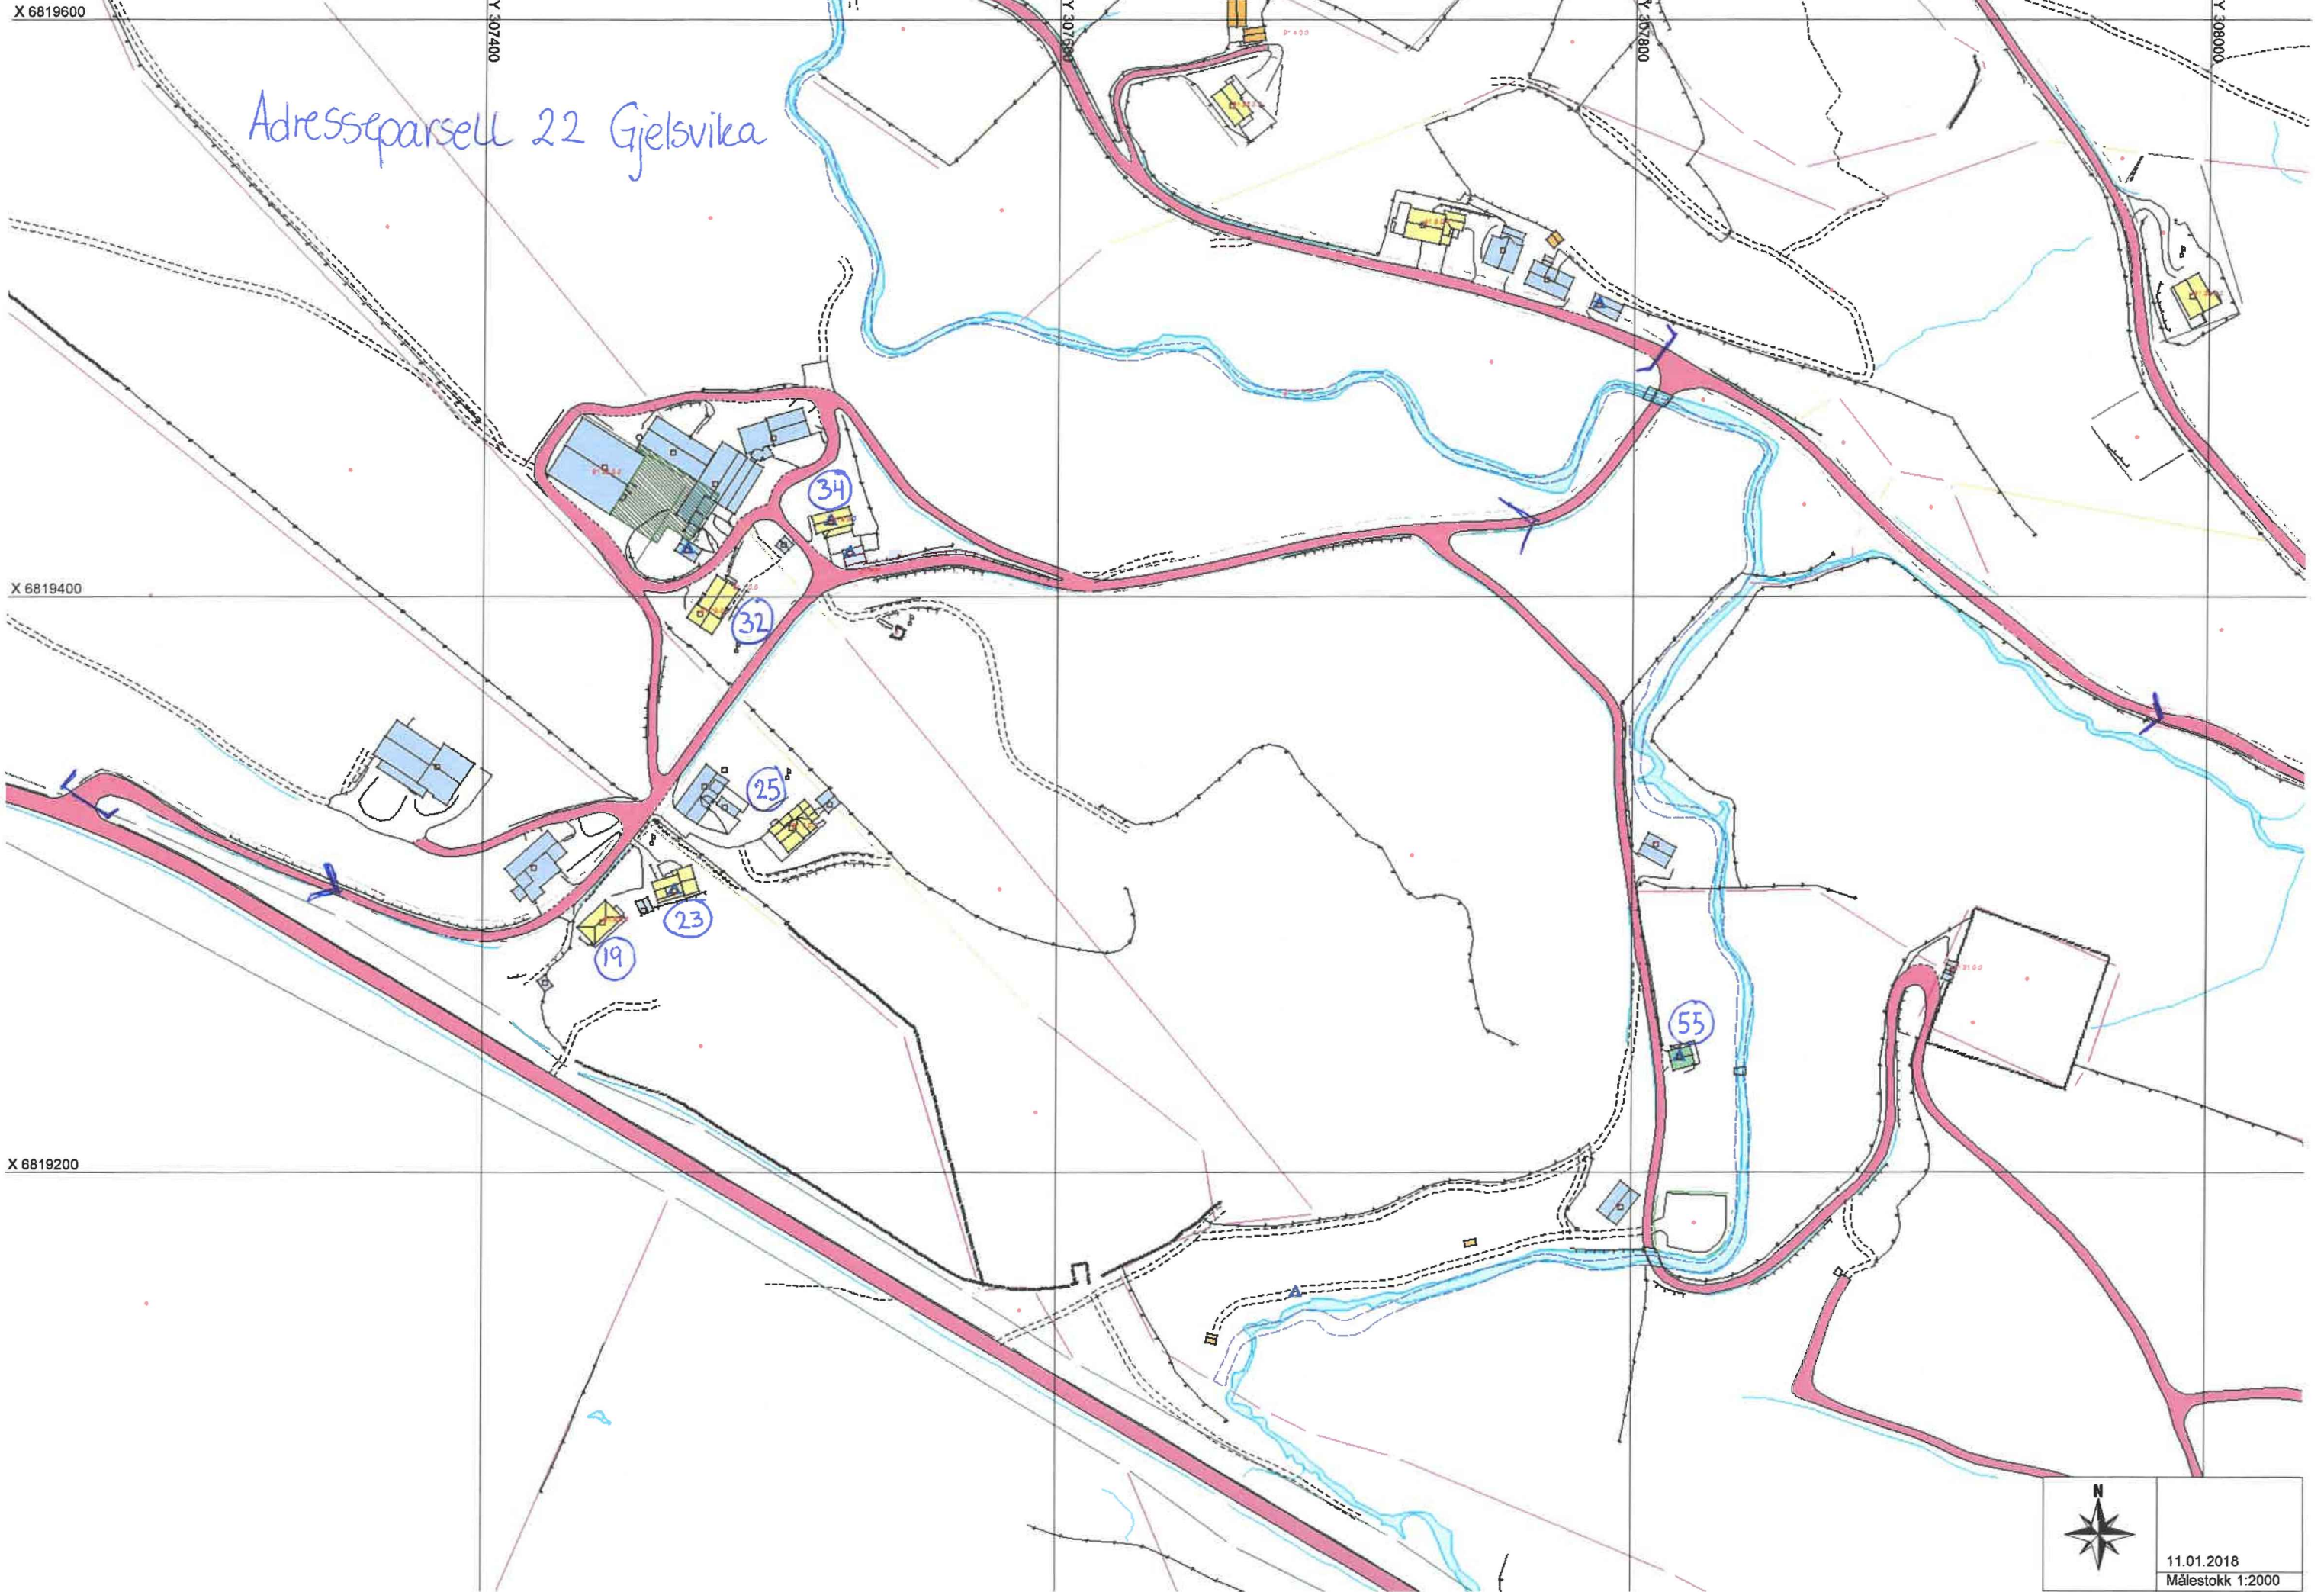 X 6819600
Y 307400
Y 307800
Y 308000
Adresseparsell 22 Gjelsvika
34
X 6819400
32
25
23
19
55
X 6819200
N
11.01.2018
Målestokk 1:2000